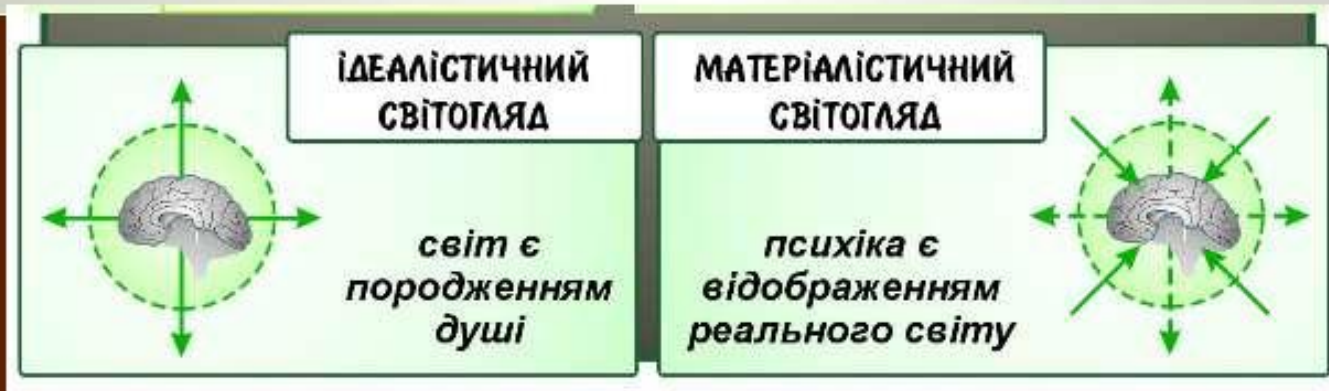 ІДЕАЛІСТИЧНИЙ
СВІТОГЛЯД
світ є
породженням
душі
МАТЕРІАЛІСТИЧНИЙ
СВІТОГЛЯД
психіка є
відображенням
реального світу